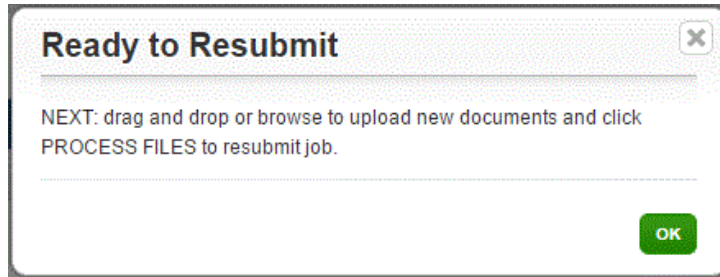 Ready to Resubmit
NEXT: drag and drop or browse to upload new documents and click
PROCESS FILES to resubmit job.
OK